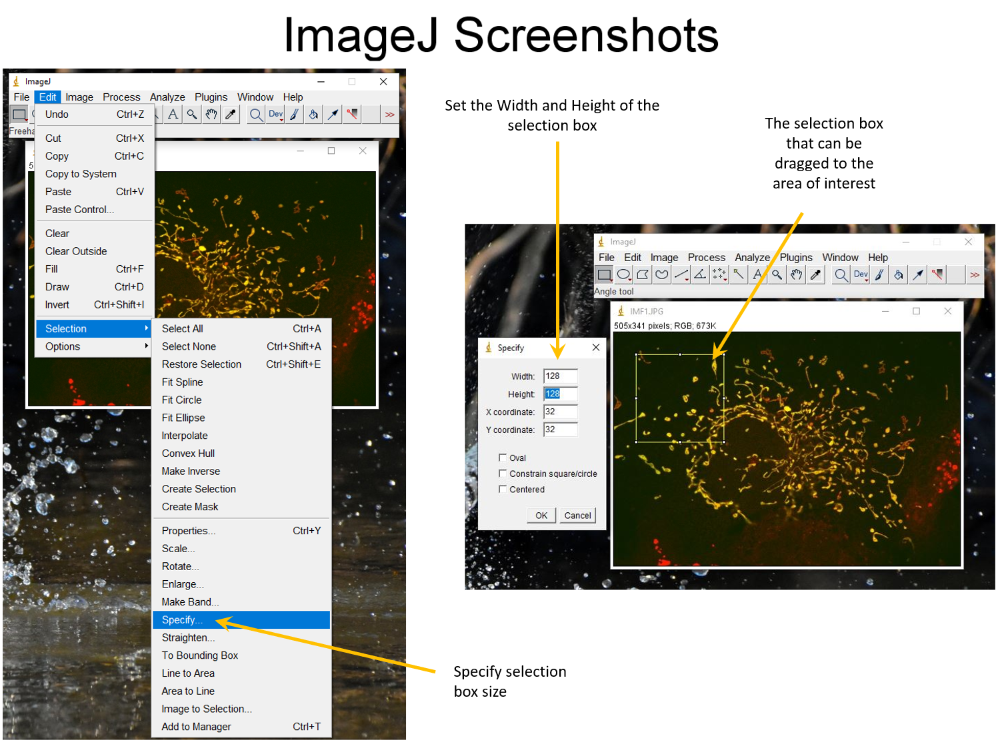 ImageJ Screenshots
ImageJ
File Edit Image Process Analyze Plugins Window Help
Undo Ctrl+Z
Dev
Freeha
Cut Ctrl+X
Copy Ctrl+C
5
Copy to System
Paste Ctrl+V
Paste Control...
Clear
Clear Outside
Fill Ctrl+F
Draw Ctrl+D
Invert Ctrl+Shift+I
Selection
Options
Select All Ctrl+A
Select None Ctrl+Shift+A
Restore Selection Ctrl+Shift+E
Fit Spline
Fit Circle
Fit Ellipse
Interpolate
Convex Hull
Make Inverse
Create Selection
Create Mask
Properties... Ctrl+Y
Scale...
Rotate...
Enlarge...
Make Band...
Specify...
Straighten...
To Bounding Box
Line to Area
Area to Line
Image to Selection...
Add to Manager Ctrl+T
Specify selection
box size
Set the Width and Height of the
selection box
The selection box
that can be
dragged to the
area of interest
ImageJ
File Edit Image Process Analyze Plugins Window Help
A Dev >>
Angle tool
IMF1.JPG
505x341 pixels; RGB; 673K
Specify
Width: 128
Height: 128
X coordinate: 32
Y coordinate: 32
Oval
Constrain square/circle
Centered
OK Cancel